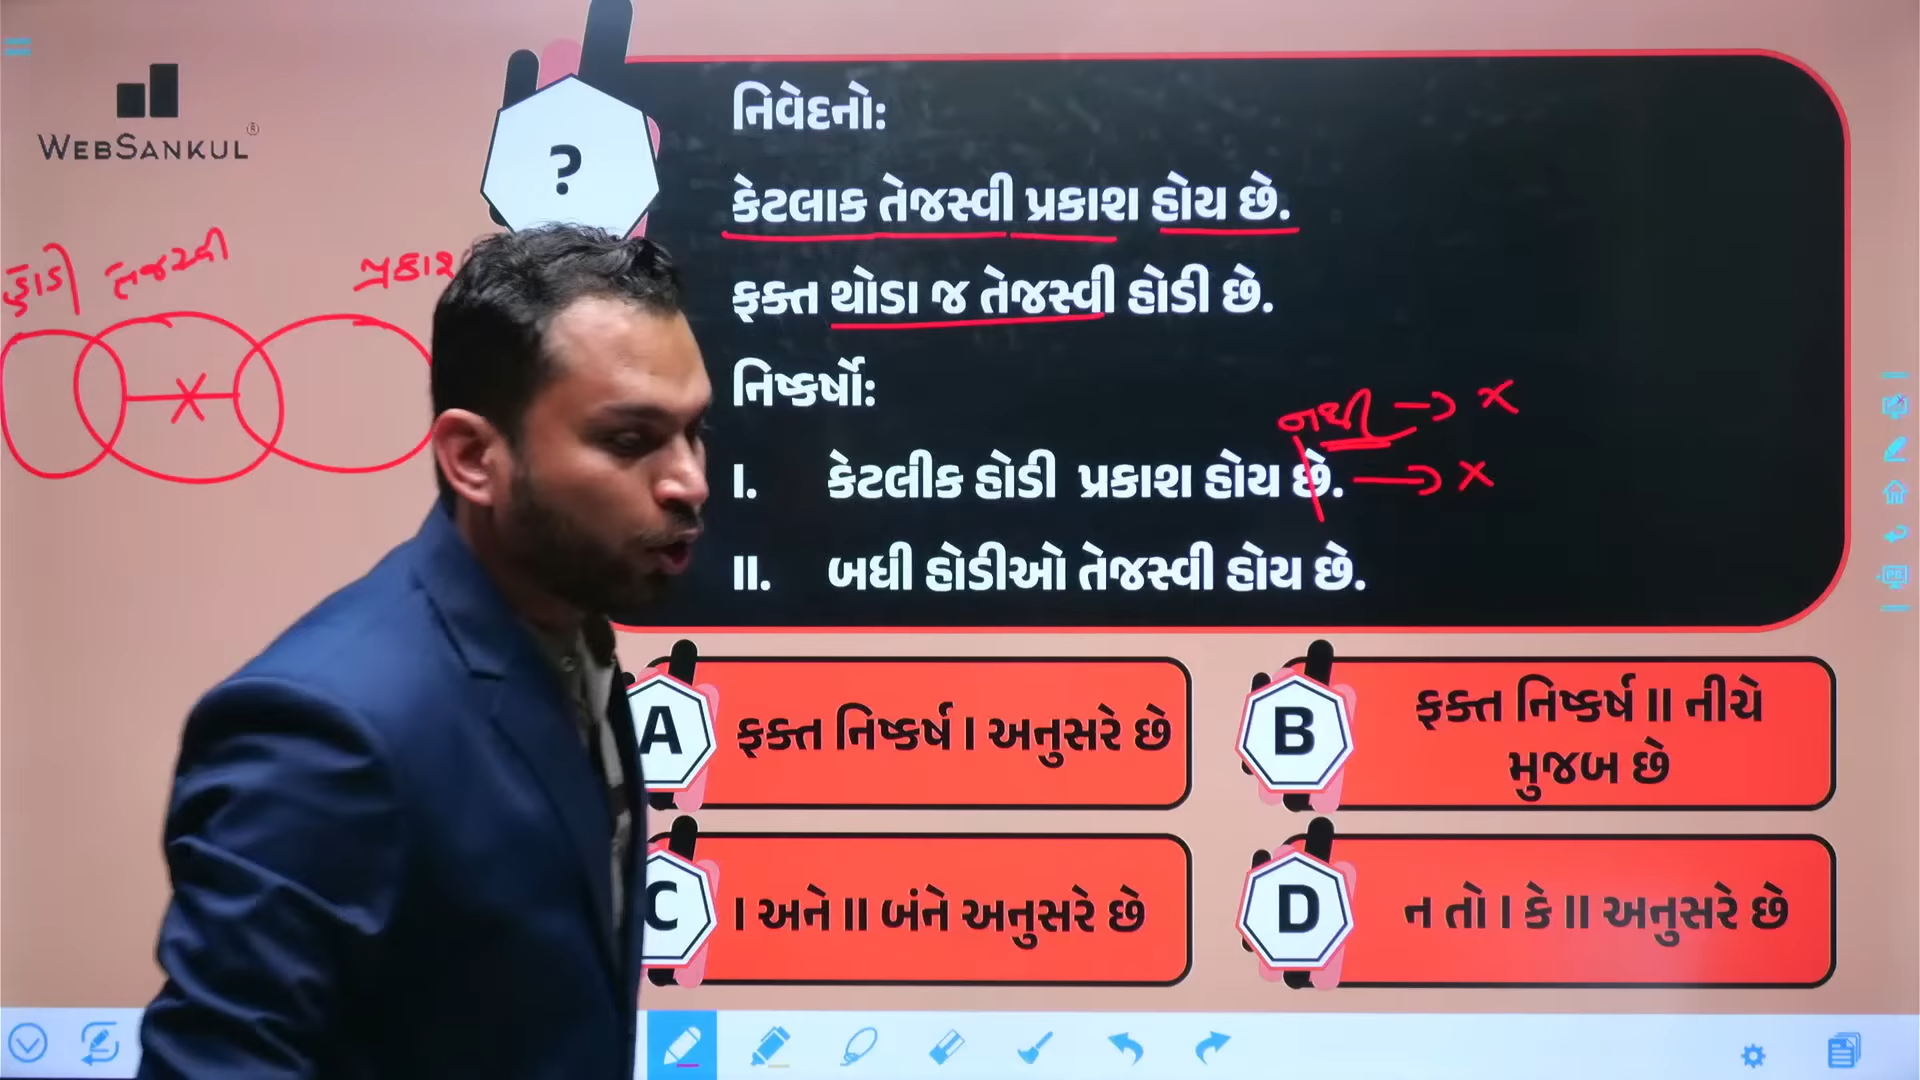 WEBSANKUL®
?
નિવેદનો:
કેટલાક તેજસ્વી પ્રકાશ હોય છે.
ફક્ત થોડા જ તેજસ્વી હોડી છે.
નિષ્કર્ષો:
નથી → x
I. કેટલીક હોડી પ્રકાશ હોય છે. → x
II. બધી હોડીઓ તેજસ્વી હોય છે.
હોડી તેજસ્વી
A ફક્ત નિષ્કર્ષ I અનુસરે છે
B ફક્ત નિષ્કર્ષ II નીચે
મુજબ છે
C I અને II બંને અનુસરે છે
D ન તો I કે II અનુસરે છે